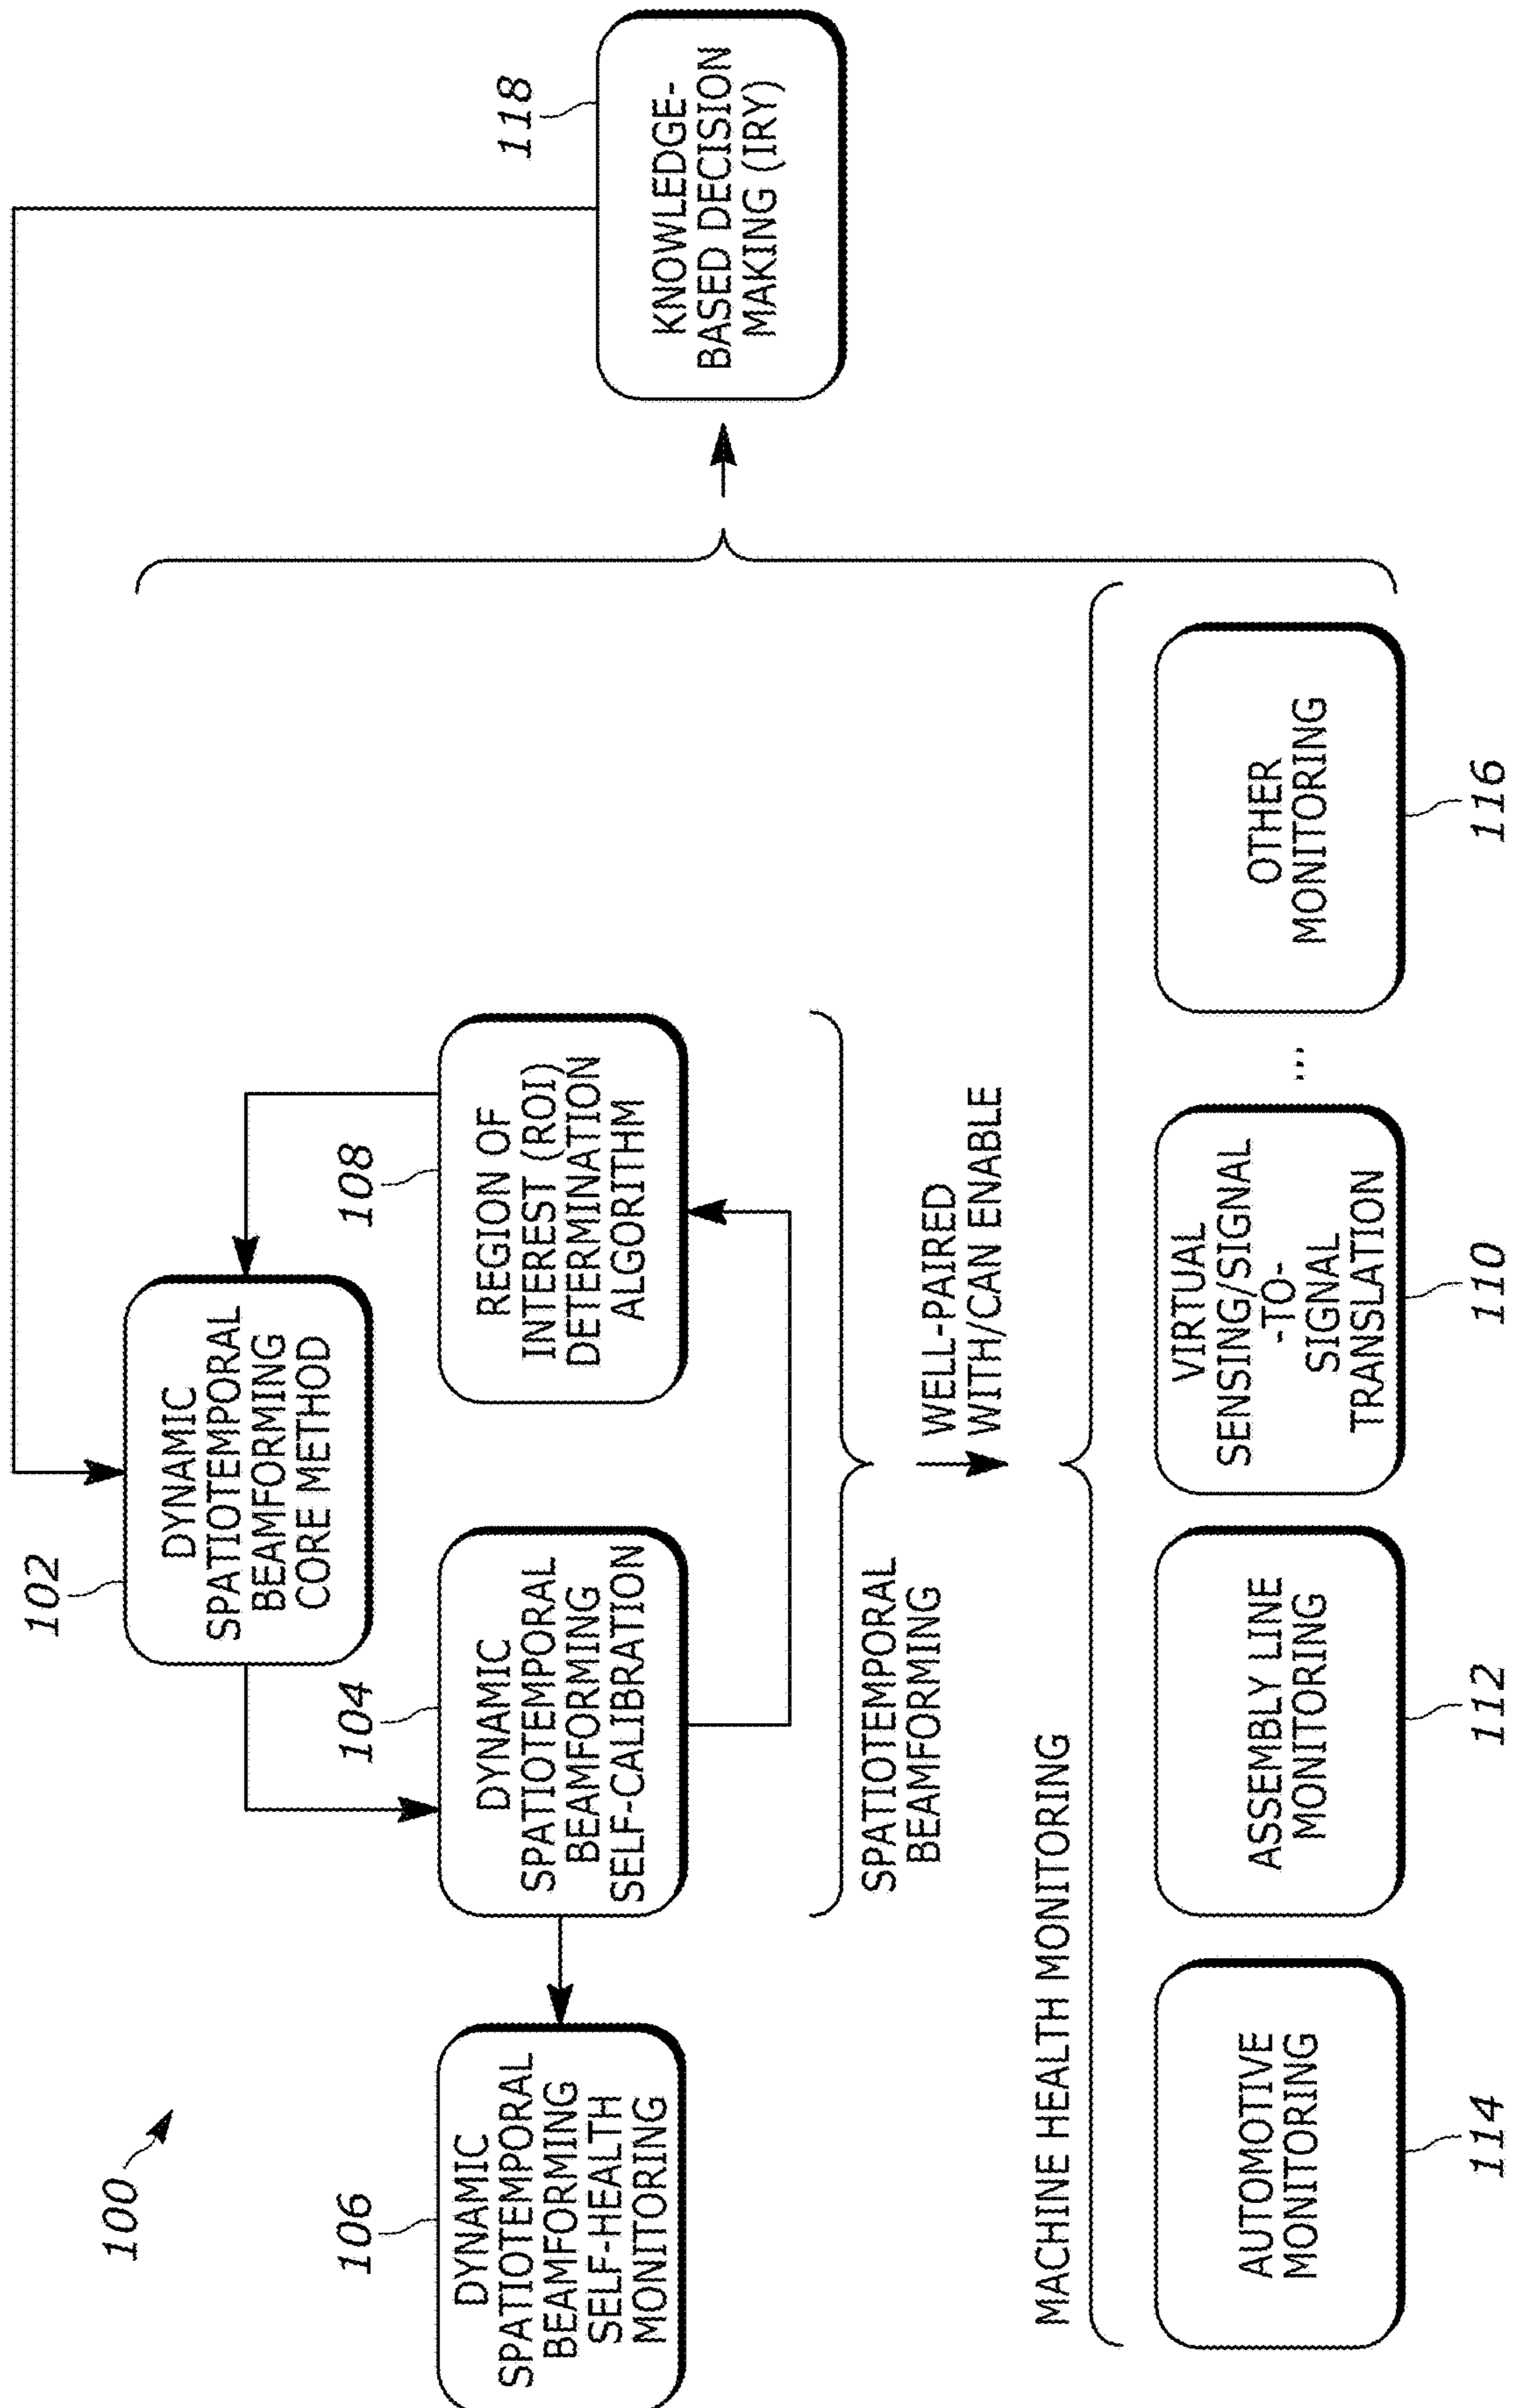 100
102
DYNAMIC
SPATIOTEMPORAL
BEAMFORMING
CORE METHOD
106
DYNAMIC
SPATIOTEMPORAL
BEAMFORMING
SELF-HEALTH
MONITORING
104
DYNAMIC
SPATIOTEMPORAL
BEAMFORMING
SELF-CALIBRATION
108
REGION OF
INTEREST (ROI)
DETERMINATION
ALGORITHM
118
KNOWLEDGE-
BASED DECISION
MAKING (IRY)
SPATIOTEMPORAL
BEAMFORMING
WELL-PAIRED
WITH/CAN ENABLE
MACHINE HEALTH MONITORING
AUTOMOTIVE
MONITORING
114
ASSEMBLY LINE
MONITORING
112
VIRTUAL
SENSING/SIGNAL
-TO-
SIGNAL
TRANSLATION
110
...
OTHER
MONITORING
116